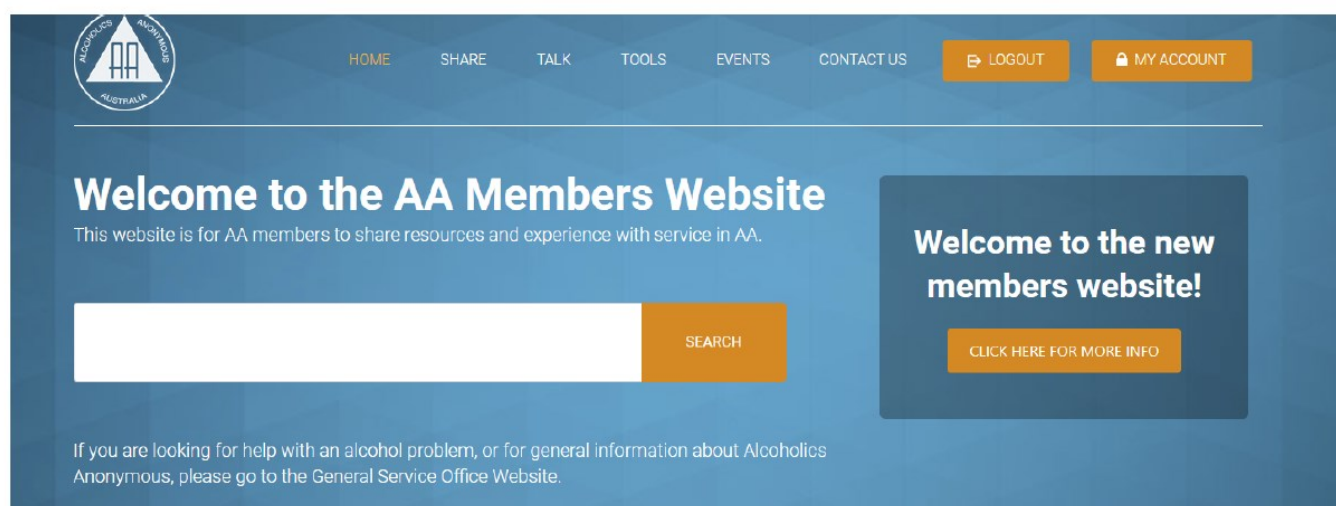 ALCOHOLICS ANONYMOUS
AA
AUSTRALIA
HOME SHARE TALK TOOLS EVENTS CONTACT US LOGOUT MY ACCOUNT
Welcome to the AA Members Website
This website is for AA members to share resources and experience with service in AA.
Welcome to the new
members website!
SEARCH
CLICK HERE FOR MORE INFO
If you are looking for help with an alcohol problem, or for general information about Alcoholics
Anonymous, please go to the General Service Office Website.